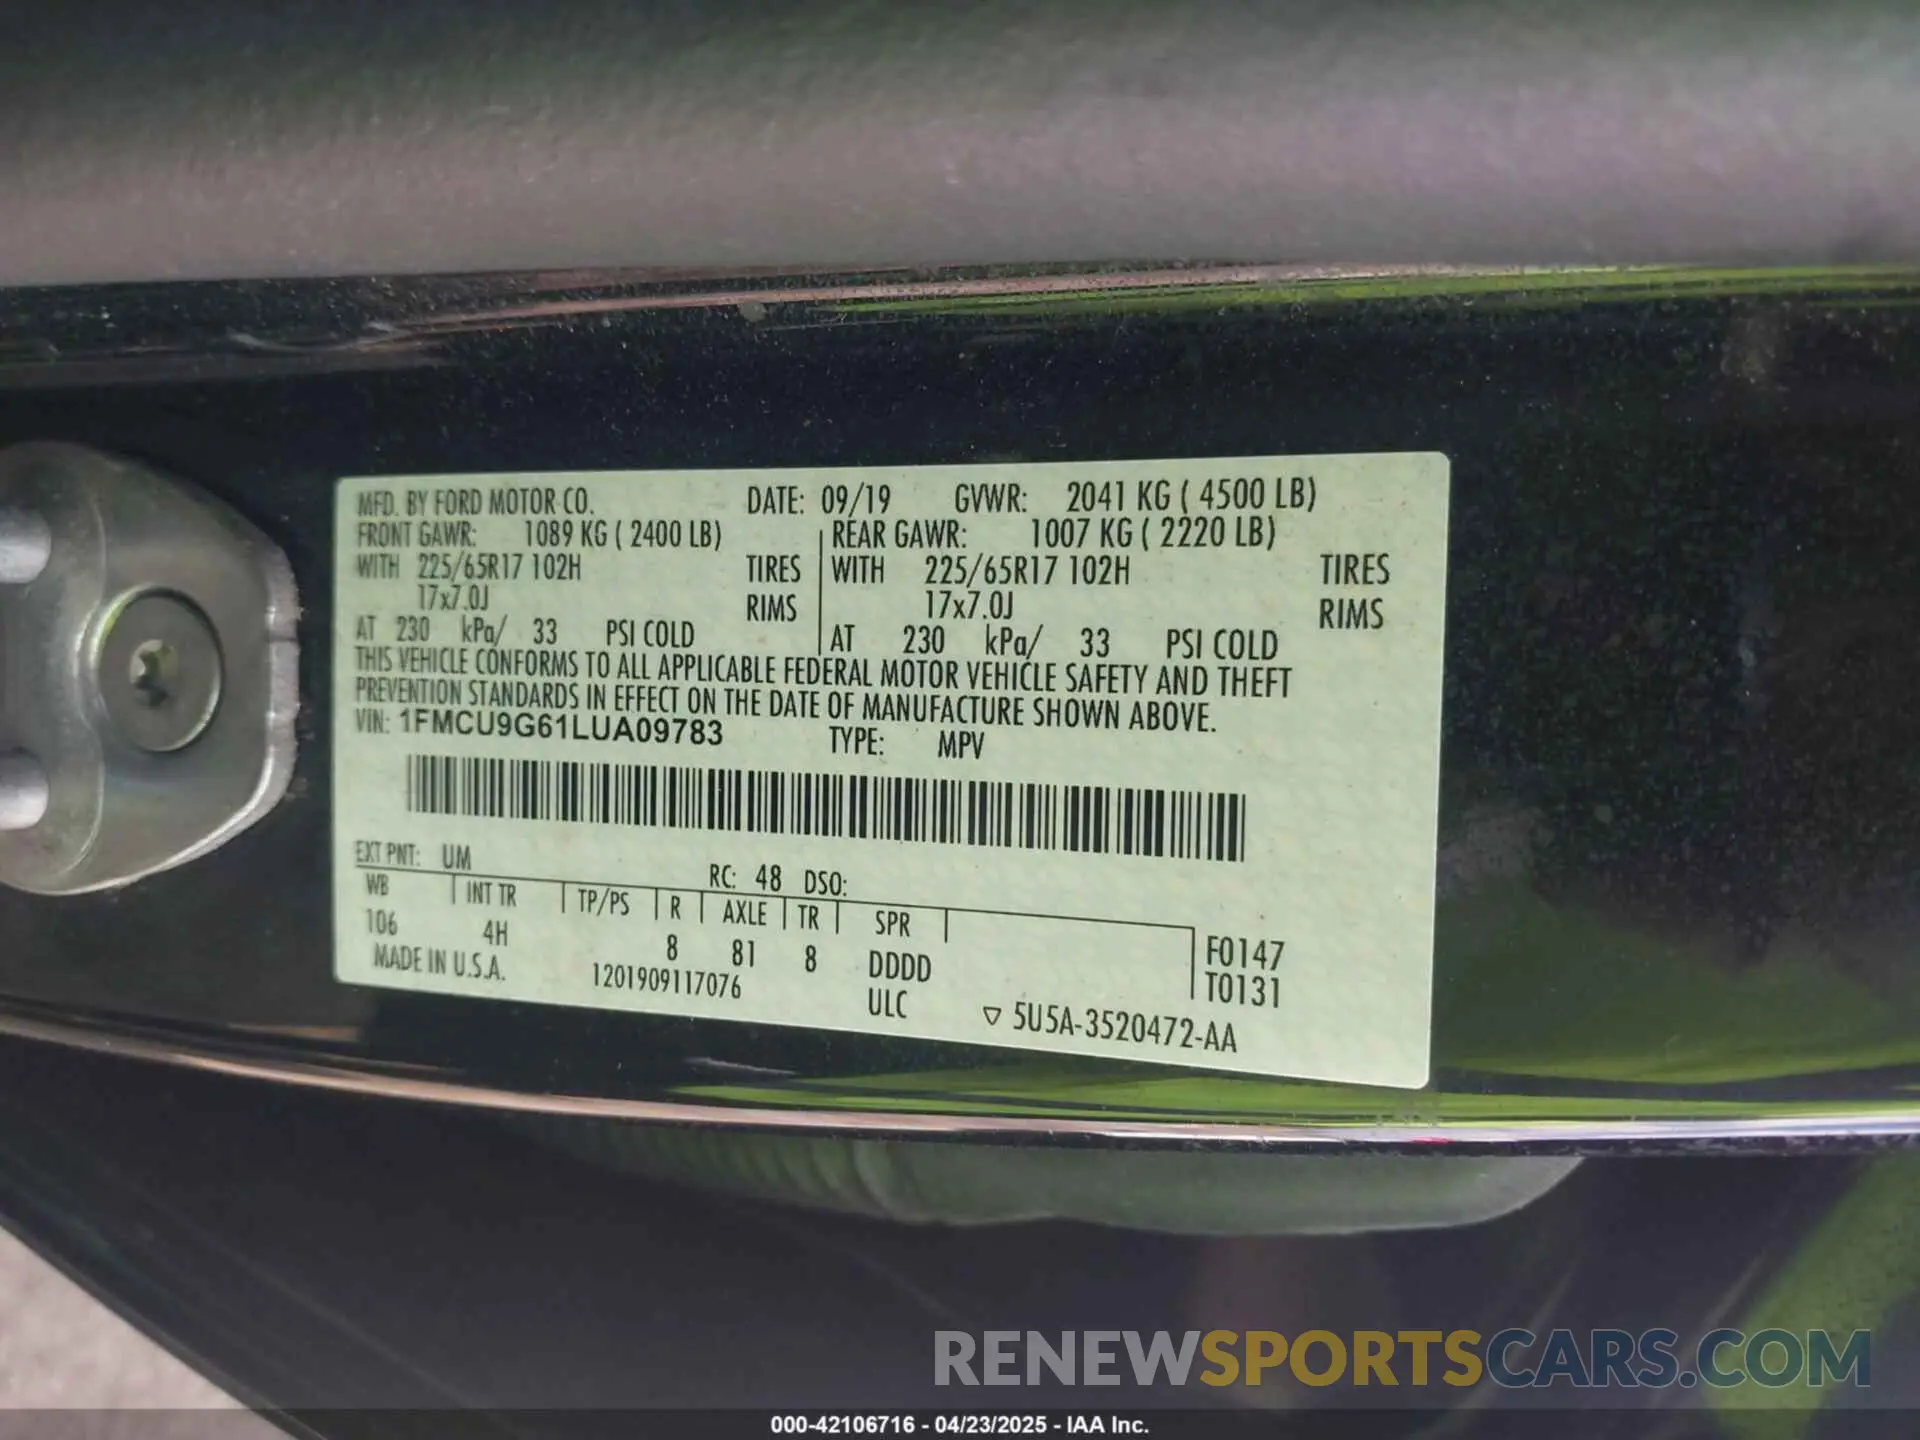 MFD. BY FORD MOTOR CO. DATE: 09/19 GVWR: 2041 KG ( 4500 LB)
FRONT GAWR: 1089 KG ( 2400 LB) REAR GAWR: 1007 KG ( 2220 LB)
WITH 225/65R17 102H TIRES WITH 225/65R17 102H TIRES
17x7.0J RIMS 17x7.0J RIMS
AT 230 kPa/ 33 PSI COLD AT 230 kPa/ 33 PSI COLD
THIS VEHICLE CONFORMS TO ALL APPLICABLE FEDERAL MOTOR VEHICLE SAFETY AND THEFT
PREVENTION STANDARDS IN EFFECT ON THE DATE OF MANUFACTURE SHOWN ABOVE.
VIN: 1FMCU9G61LUA09783 TYPE: MPV
EXT PNT: UM RC: 48 DSO:
WB INT TR TP/PS R AXLE TR SPR
106 4H 8 81 8 DDDD F0147
MADE IN U.S.A. 1201909117076 ULC T0131
▽ 5U5A-3520472-AA
RENEWSPORTSCARS.COM
000-42106716 - 04/23/2025 - IAA Inc.